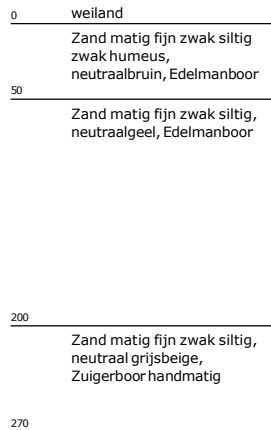 0 weiland
Zand matig fijn zwak siltig
zwak humeus,
neutraalbruin, Edelmanboor
50
Zand matig fijn zwak siltig,
neutraalgeel, Edelmanboor
200
Zand matig fijn zwak siltig,
neutraal grijsbeige,
Zuigerboor handmatig
270